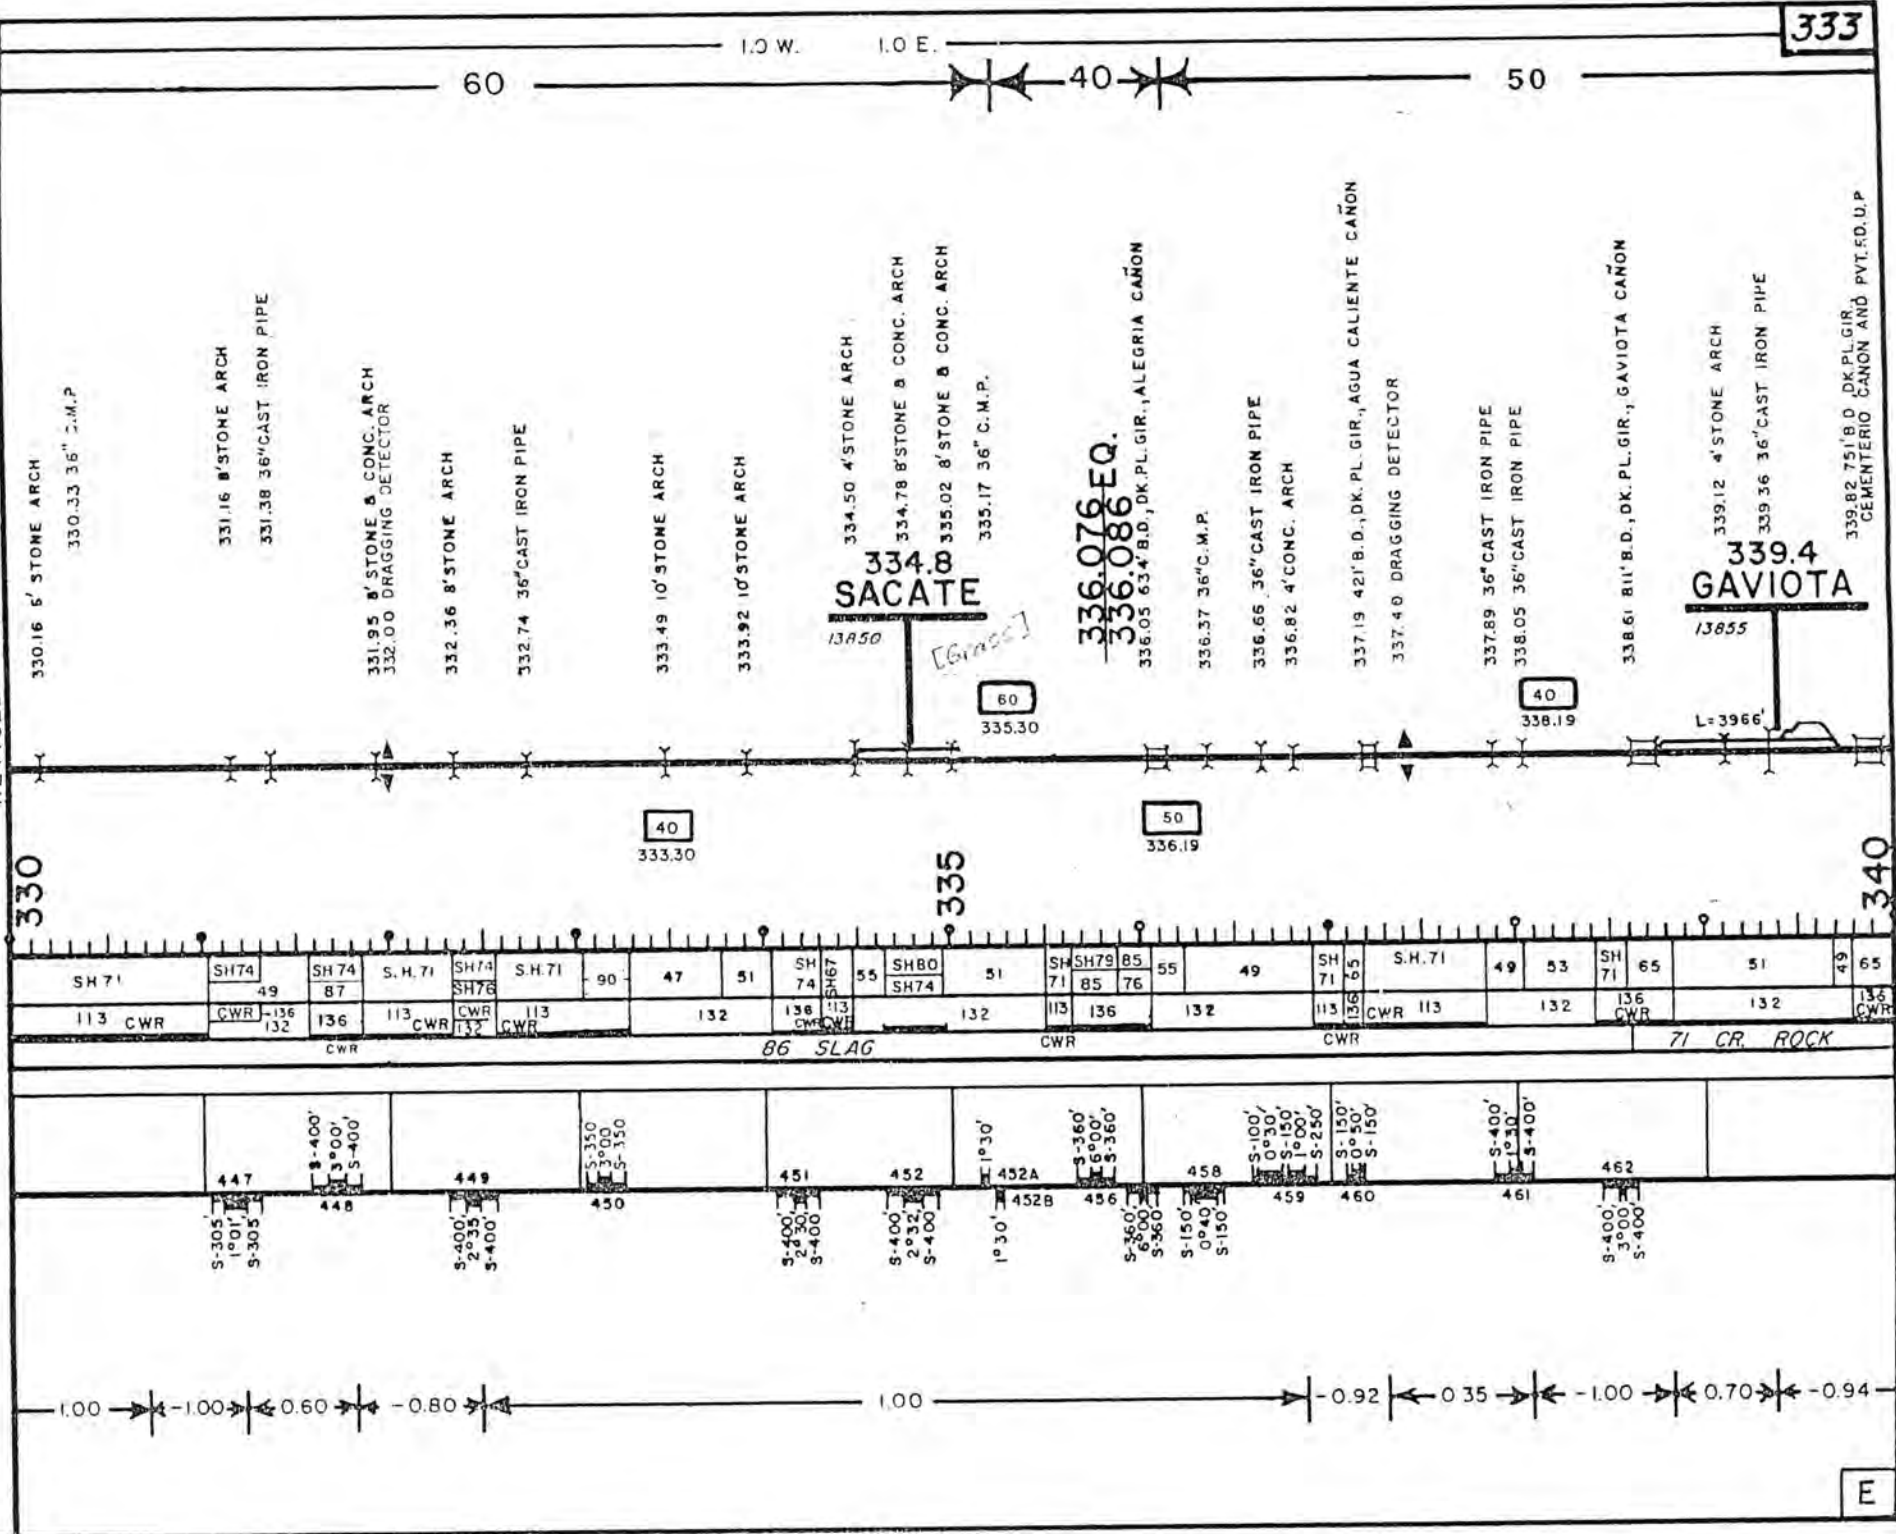 333
1.0 W. 1.0 E.
60 40 50
330.16 5' STONE ARCH
330.33 36" C.M.P
331.16 8' STONE ARCH
331.38 36" CAST IRON PIPE
331.95 8' STONE & CONC. ARCH
332.00 DRAGGING DETECTOR
332.36 8' STONE ARCH
332.74 36" CAST IRON PIPE
333.49 10' STONE ARCH
333.92 10' STONE ARCH
334.50 4' STONE ARCH
334.78 8' STONE & CONC. ARCH
335.02 8' STONE & CONC. ARCH
335.17 36" C.M.P.
336.076 EQ.
336.086
336.05 634' B.D., DK.PL.GIR., ALEGRIA CAÑON
336.37 36" C.M.P.
336.66 36" CAST IRON PIPE
336.82 4' CONC. ARCH
337.19 421' B.D., DK.PL.GIR., AGUA CALIENTE CAÑON
337.40 DRAGGING DETECTOR
337.89 36" CAST IRON PIPE
338.05 36" CAST IRON PIPE
338.61 811' B.D., DK.PL.GIR., GAVIOTA CAÑON
339.12 4' STONE ARCH
339.36 36" CAST IRON PIPE
339.82 751' B.D., DK.PL.GIR.,
CEMENTERIO CANON AND PVT.RD.U.P
334.8
SACATE
13850
339.4
GAVIOTA
13855
60
335.30
40
338.19
L=3966'
40
333.30
50
336.19
330 335 340
SH 71 SH74 SH 74 S.H. 71 SH74 S.H. 71 90 47 51 SH 74 SH67 55 SH80 51 SH 71 SH79 85 55 49 SH 71 65 S.H. 71 49 53 SH 71 65 51 49 65
49 87 SH76 SH74 85 76
113 CWR CWR 136 132 136 113 CWR CWR 132 113 CWR 132 136 CWR 113 CWR 132 113 136 132 113 136 CWR 113 132 136 CWR 132 136 CWR
CWR 86 SLAG CWR CWR 71 CR. ROCK
S-400' 3°00' S-400'
S-350 3°00 S-350
1°30'
S-360' 6°00' S-360'
S-100' 0°30' S-150' 1°00' S-250'
S-150' 0°50' S-150'
S-400' 1°30' S-400'
447 449 451 452 452A 458 462
448 450 452B 456 459 460 461
S-305' 1°01' S-305'
S-400' 2°35' S-400'
S-400' 2°30' S-400'
S-400' 2°32' S-400'
1°30'
S-360' 6°00' S-360'
S-150' 0°40' S-150'
S-400' 3°00' S-400'
1.00 -1.00 0.60 -0.80 1.00 -0.92 0.35 -1.00 0.70 -0.94
E